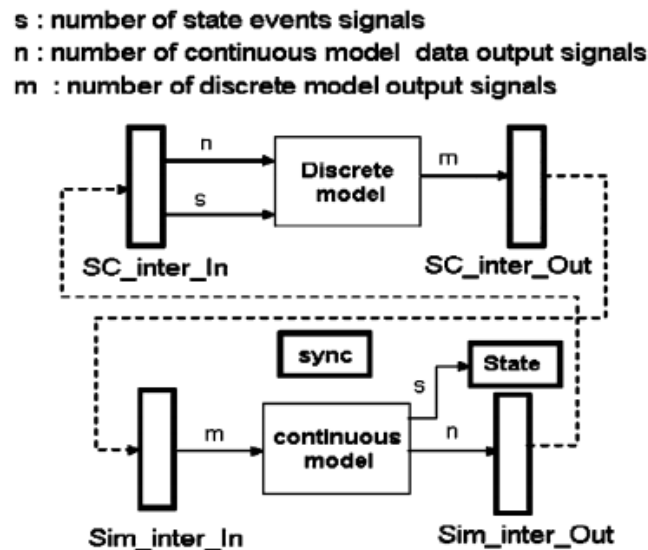 s : number of state events signals
n : number of continuous model data output signals
m : number of discrete model output signals
n
m
Discrete
model
s
SC_inter_In
SC_inter_Out
sync
State
s
m
continuous
model
n
Sim_inter_In
Sim_inter_Out